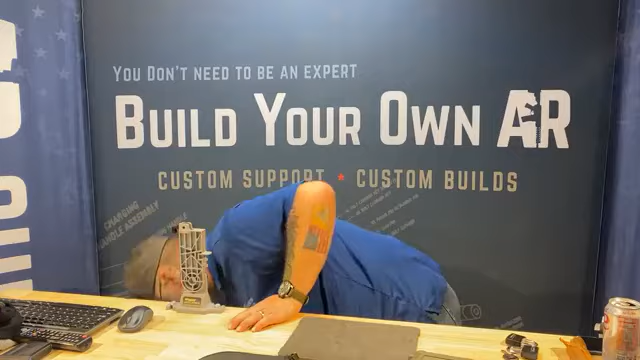 You Don't need to be an expert
Build Your Own AR
Custom Support * Custom Builds
Charging
Handle Assembly